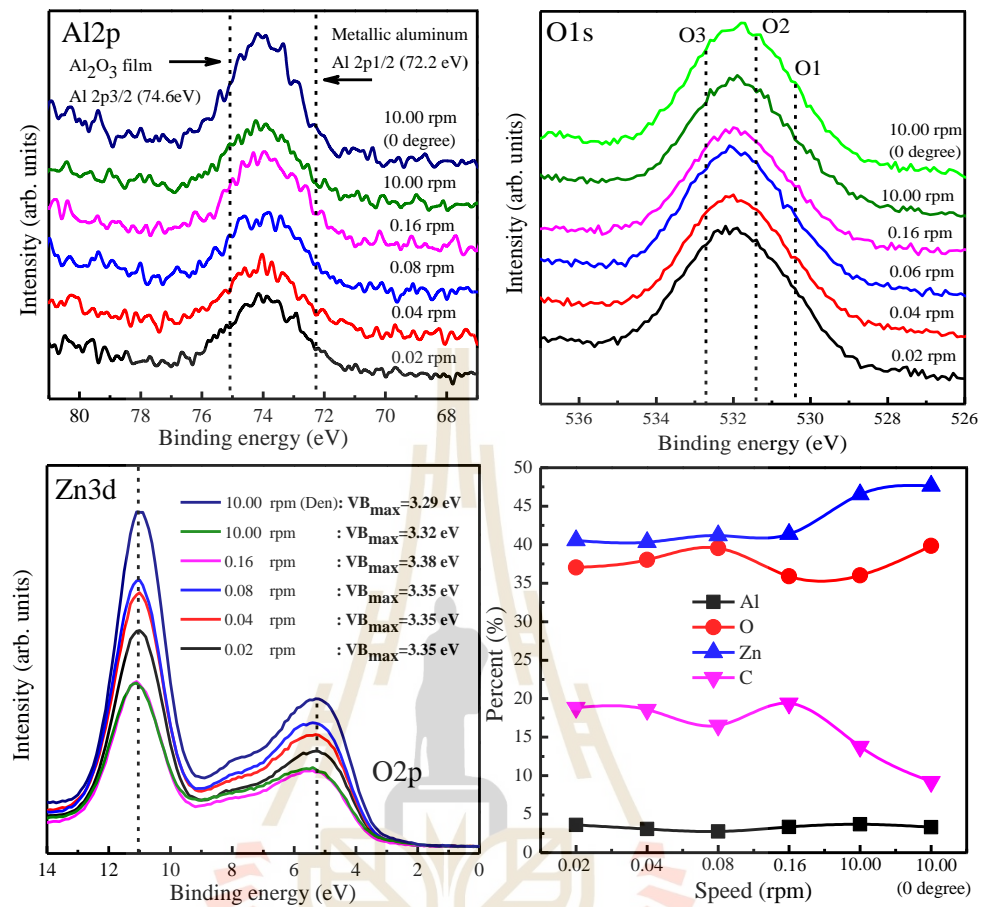 Al2p
Al₂O₃ film
Al 2p3/2 (74.6eV)
Metallic aluminum
Al 2p1/2 (72.2 eV)
10.00 rpm
(0 degree)
10.00 rpm
0.16 rpm
0.08 rpm
0.04 rpm
0.02 rpm
Intensity (arb. units)
80 78 76 74 72 70 68
Binding energy (eV)
O1s
O3
O2
O1
10.00 rpm
(0 degree)
10.00 rpm
0.16 rpm
0.06 rpm
0.04 rpm
0.02 rpm
Intensity (arb. units)
536 534 532 530 528 526
Binding energy (eV)
Zn3d
10.00 rpm (Den) : VBmax=3.29 eV
10.00 rpm : VBmax=3.32 eV
0.16 rpm : VBmax=3.38 eV
0.08 rpm : VBmax=3.35 eV
0.04 rpm : VBmax=3.35 eV
0.02 rpm : VBmax=3.35 eV
O2p
Intensity (arb. units)
14 12 10 8 6 4 2 0
Binding energy (eV)
50
45
40
35
30
25
20
15
10
5
0
Percent (%)
Al
O
Zn
C
0.02 0.04 0.08 0.16 10.00 10.00
(0 degree)
Speed (rpm)